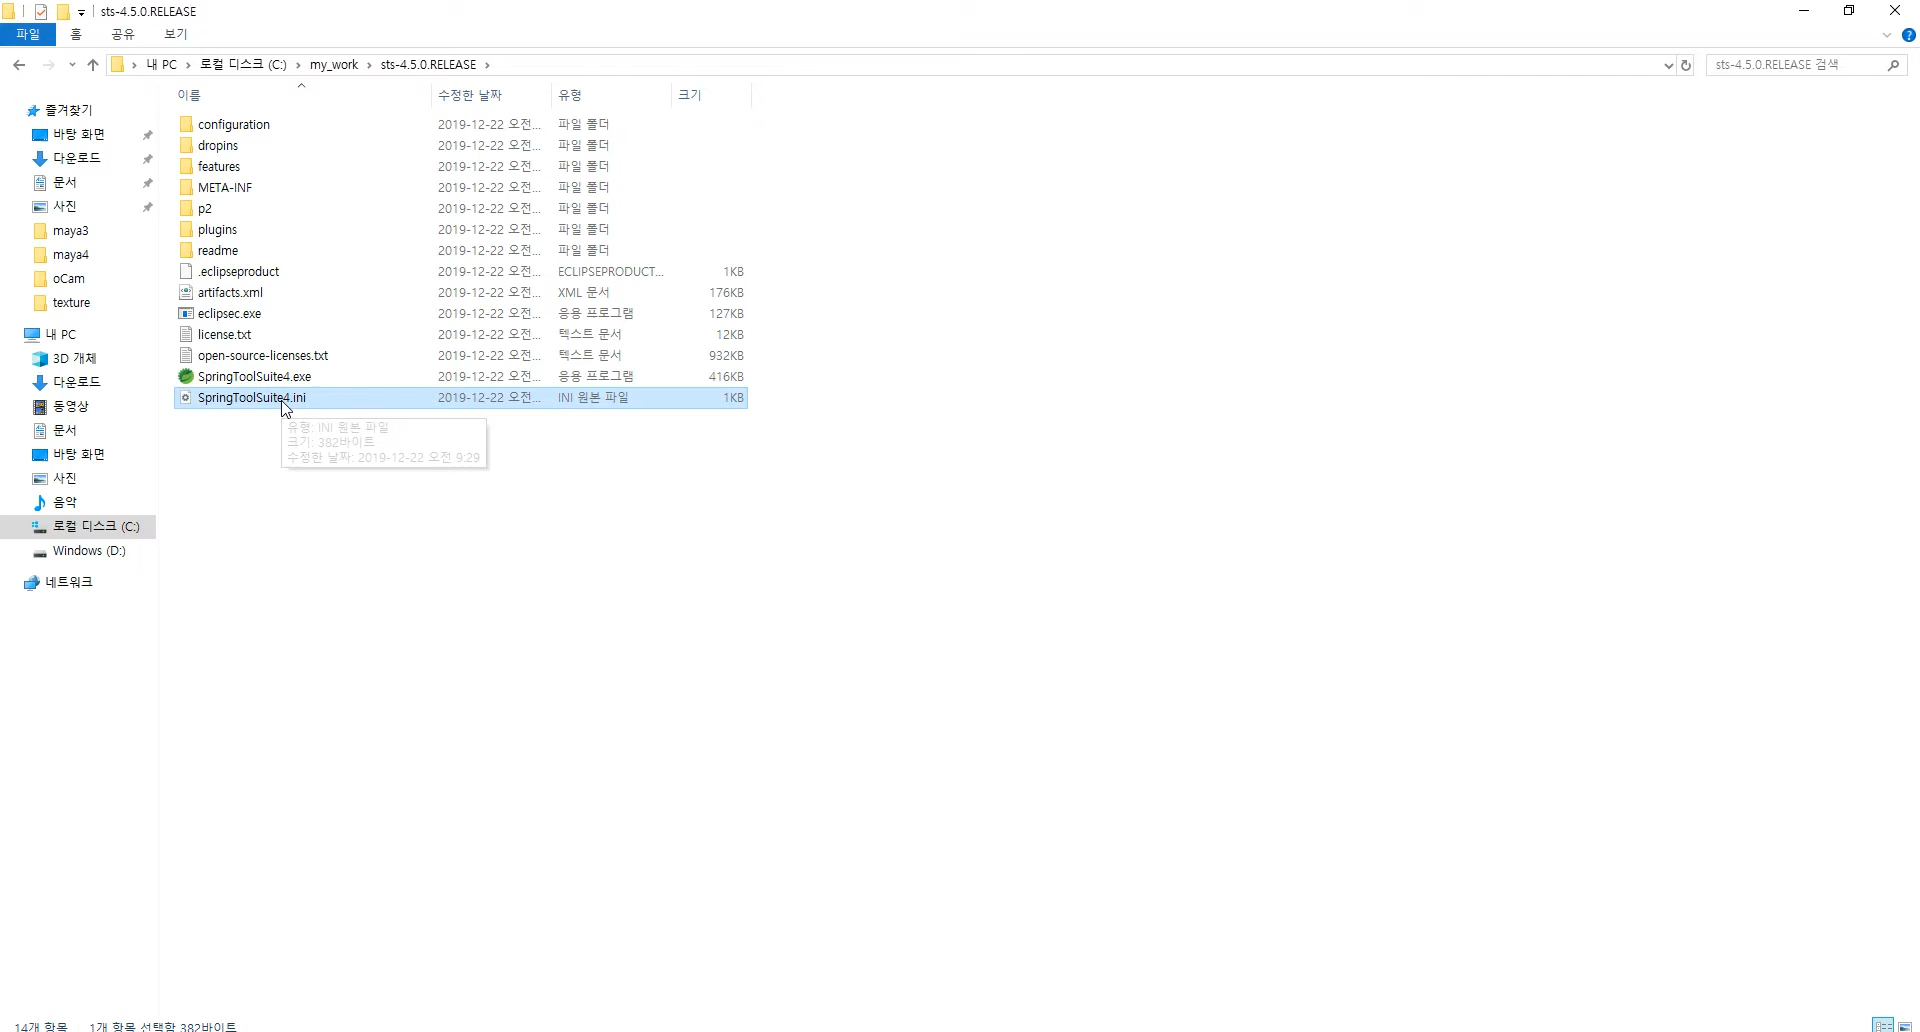 sts-4.5.0.RELEASE
파일 홈 공유 보기
내 PC 로컬 디스크 (C:) my_work sts-4.5.0.RELEASE
sts-4.5.0.RELEASE 검색
즐겨찾기
바탕 화면
다운로드
문서
사진
maya3
maya4
oCam
texture
내 PC
3D 개체
다운로드
동영상
문서
바탕 화면
사진
음악
로컬 디스크 (C:)
Windows (D:)
네트워크
이름 수정한 날짜 유형 크기
configuration 2019-12-22 오전... 파일 폴더
dropins 2019-12-22 오전... 파일 폴더
features 2019-12-22 오전... 파일 폴더
META-INF 2019-12-22 오전... 파일 폴더
p2 2019-12-22 오전... 파일 폴더
plugins 2019-12-22 오전... 파일 폴더
readme 2019-12-22 오전... 파일 폴더
.eclipseproduct 2019-12-22 오전... ECLIPSEPRODUCT... 1KB
artifacts.xml 2019-12-22 오전... XML 문서 176KB
eclipsec.exe 2019-12-22 오전... 응용 프로그램 127KB
license.txt 2019-12-22 오전... 텍스트 문서 12KB
open-source-licenses.txt 2019-12-22 오전... 텍스트 문서 932KB
SpringToolSuite4.exe 2019-12-22 오전... 응용 프로그램 416KB
SpringToolSuite4.ini 2019-12-22 오전... INI 원본 파일 1KB
유형: INI 원본 파일
크기: 382바이트
수정한 날짜: 2019-12-22 오전 9:29
14개 항목 1개 항목 선택함 382바이트